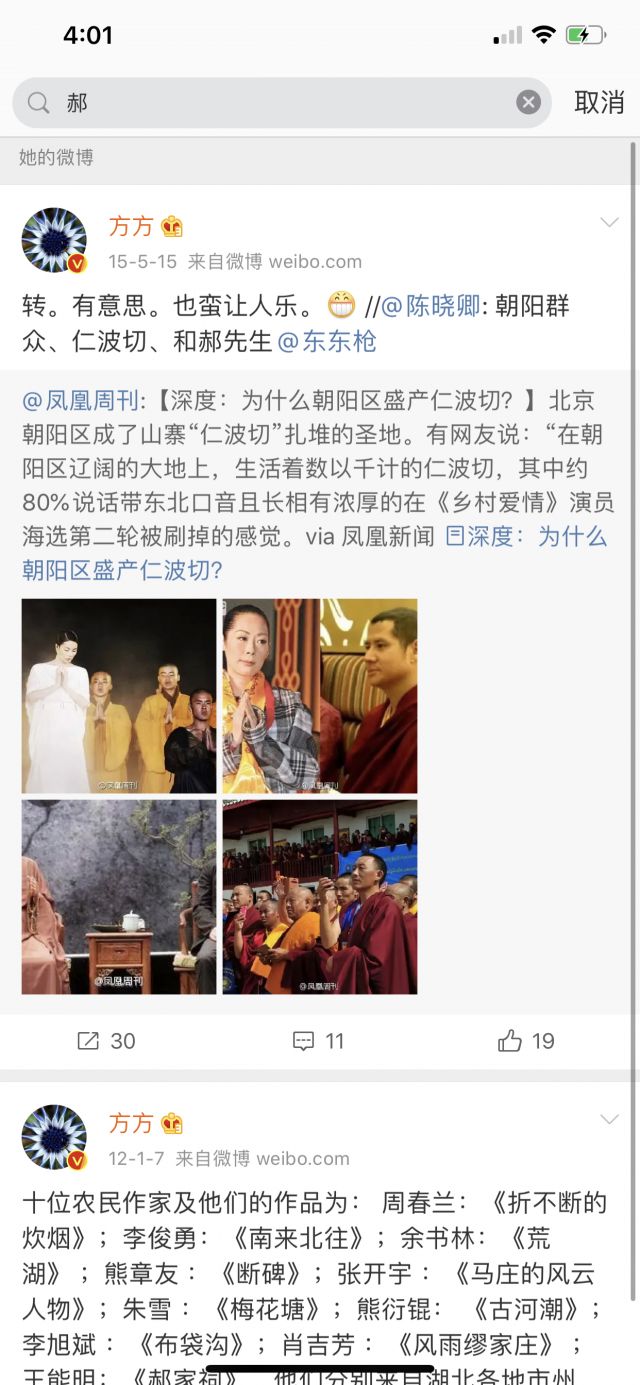 4:01
郝
取消
她的微博
方方
15-5-15 来自微博 weibo.com
转。有意思。也蛮让人乐。😁 //@陈晓卿: 朝阳群
众、仁波切、和郝先生@东东枪
@凤凰周刊:【深度：为什么朝阳区盛产仁波切？】北京
朝阳区成了山寨“仁波切”扎堆的圣地。有网友说：“在朝
阳区辽阔的大地上，生活着数以千计的仁波切，其中约
80%说话带东北口音且长相有浓厚的在《乡村爱情》演员
海选第二轮被刷掉的感觉。via 凤凰新闻 深度：为什么
朝阳区盛产仁波切?
@凤凰周刊
@凤凰周刊
@凤凰周刊
@凤凰周刊
30
11
19
方方
12-1-7 来自微博 weibo.com
十位农民作家及他们的作品为： 周春兰：《折不断的
炊烟》；李俊勇：《南来北往》；余书林：《荒
湖》；熊章友：《断碑》；张开宇：《马庄的风云
人物》；朱雪：《梅花塘》；熊衍锟：《古河潮》；
李旭斌：《布袋沟》；肖吉芳：《风雨缪家庄》；
王能明：《郝家祠》。他们分别来自湖北各地市州